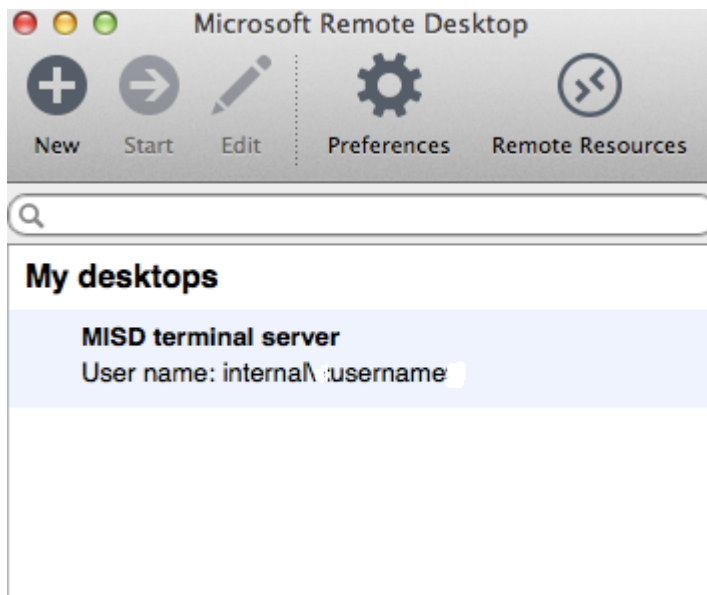 Microsoft Remote Desktop
New Start Edit Preferences Remote Resources
My desktops
MISD terminal server
User name: internal\ :username